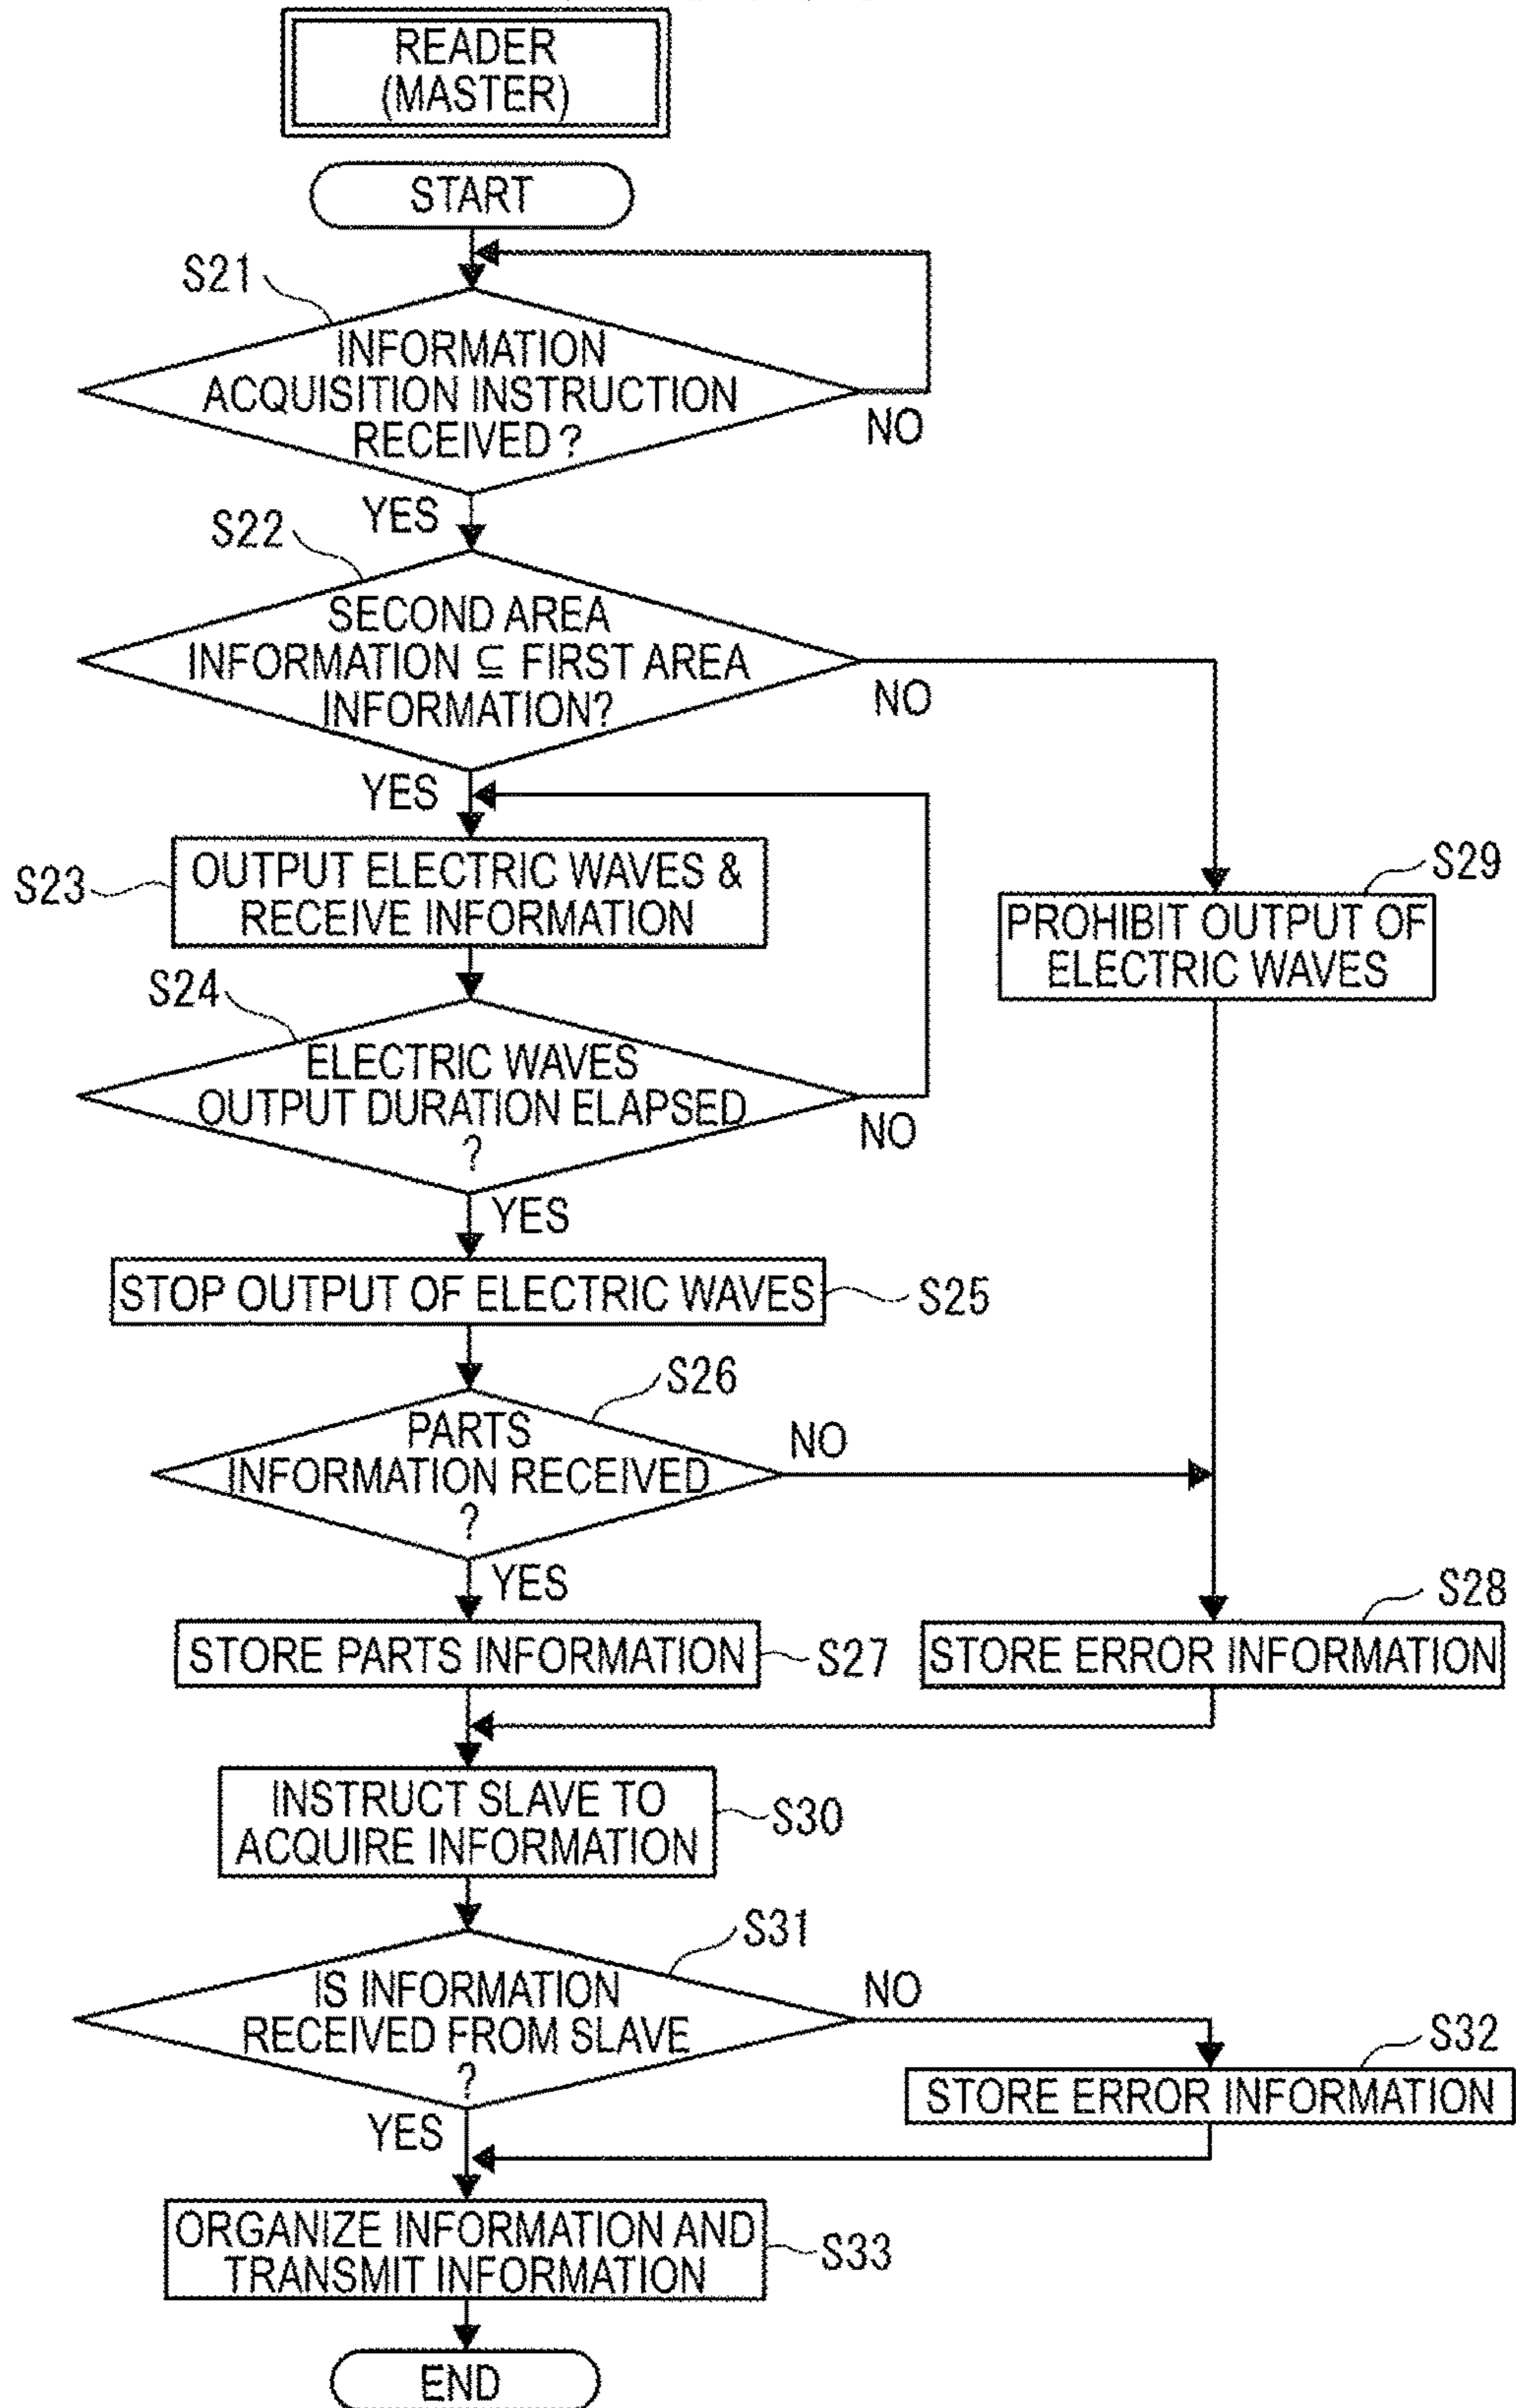 READER
(MASTER)
START
S21
INFORMATION
ACQUISITION INSTRUCTION
RECEIVED?
NO
YES
S22
SECOND AREA
INFORMATION ⊆ FIRST AREA
INFORMATION?
NO
YES
S23
OUTPUT ELECTRIC WAVES &
RECEIVE INFORMATION
S29
PROHIBIT OUTPUT OF
ELECTRIC WAVES
S24
ELECTRIC WAVES
OUTPUT DURATION ELAPSED
?
NO
YES
STOP OUTPUT OF ELECTRIC WAVES
S25
S26
PARTS
INFORMATION RECEIVED
?
NO
YES
STORE PARTS INFORMATION
S27
S28
STORE ERROR INFORMATION
INSTRUCT SLAVE TO
ACQUIRE INFORMATION
S30
S31
IS INFORMATION
RECEIVED FROM SLAVE
?
NO
S32
STORE ERROR INFORMATION
YES
ORGANIZE INFORMATION AND
TRANSMIT INFORMATION
S33
END